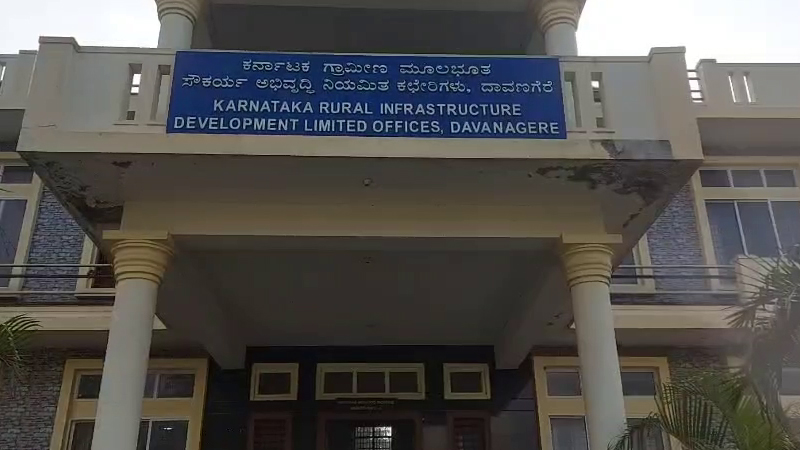 ಕರ್ನಾಟಕ ಗ್ರಾಮೀಣ ಮೂಲಭೂತ
ಸೌಕರ್ಯ ಅಭಿವೃದ್ಧಿ ನಿಯಮಿತ ಕಛೇರಿಗಳು, ದಾವಣಗೆರೆ
KARNATAKA RURAL INFRASTRUCTURE
DEVELOPMENT LIMITED OFFICES, DAVANAGERE